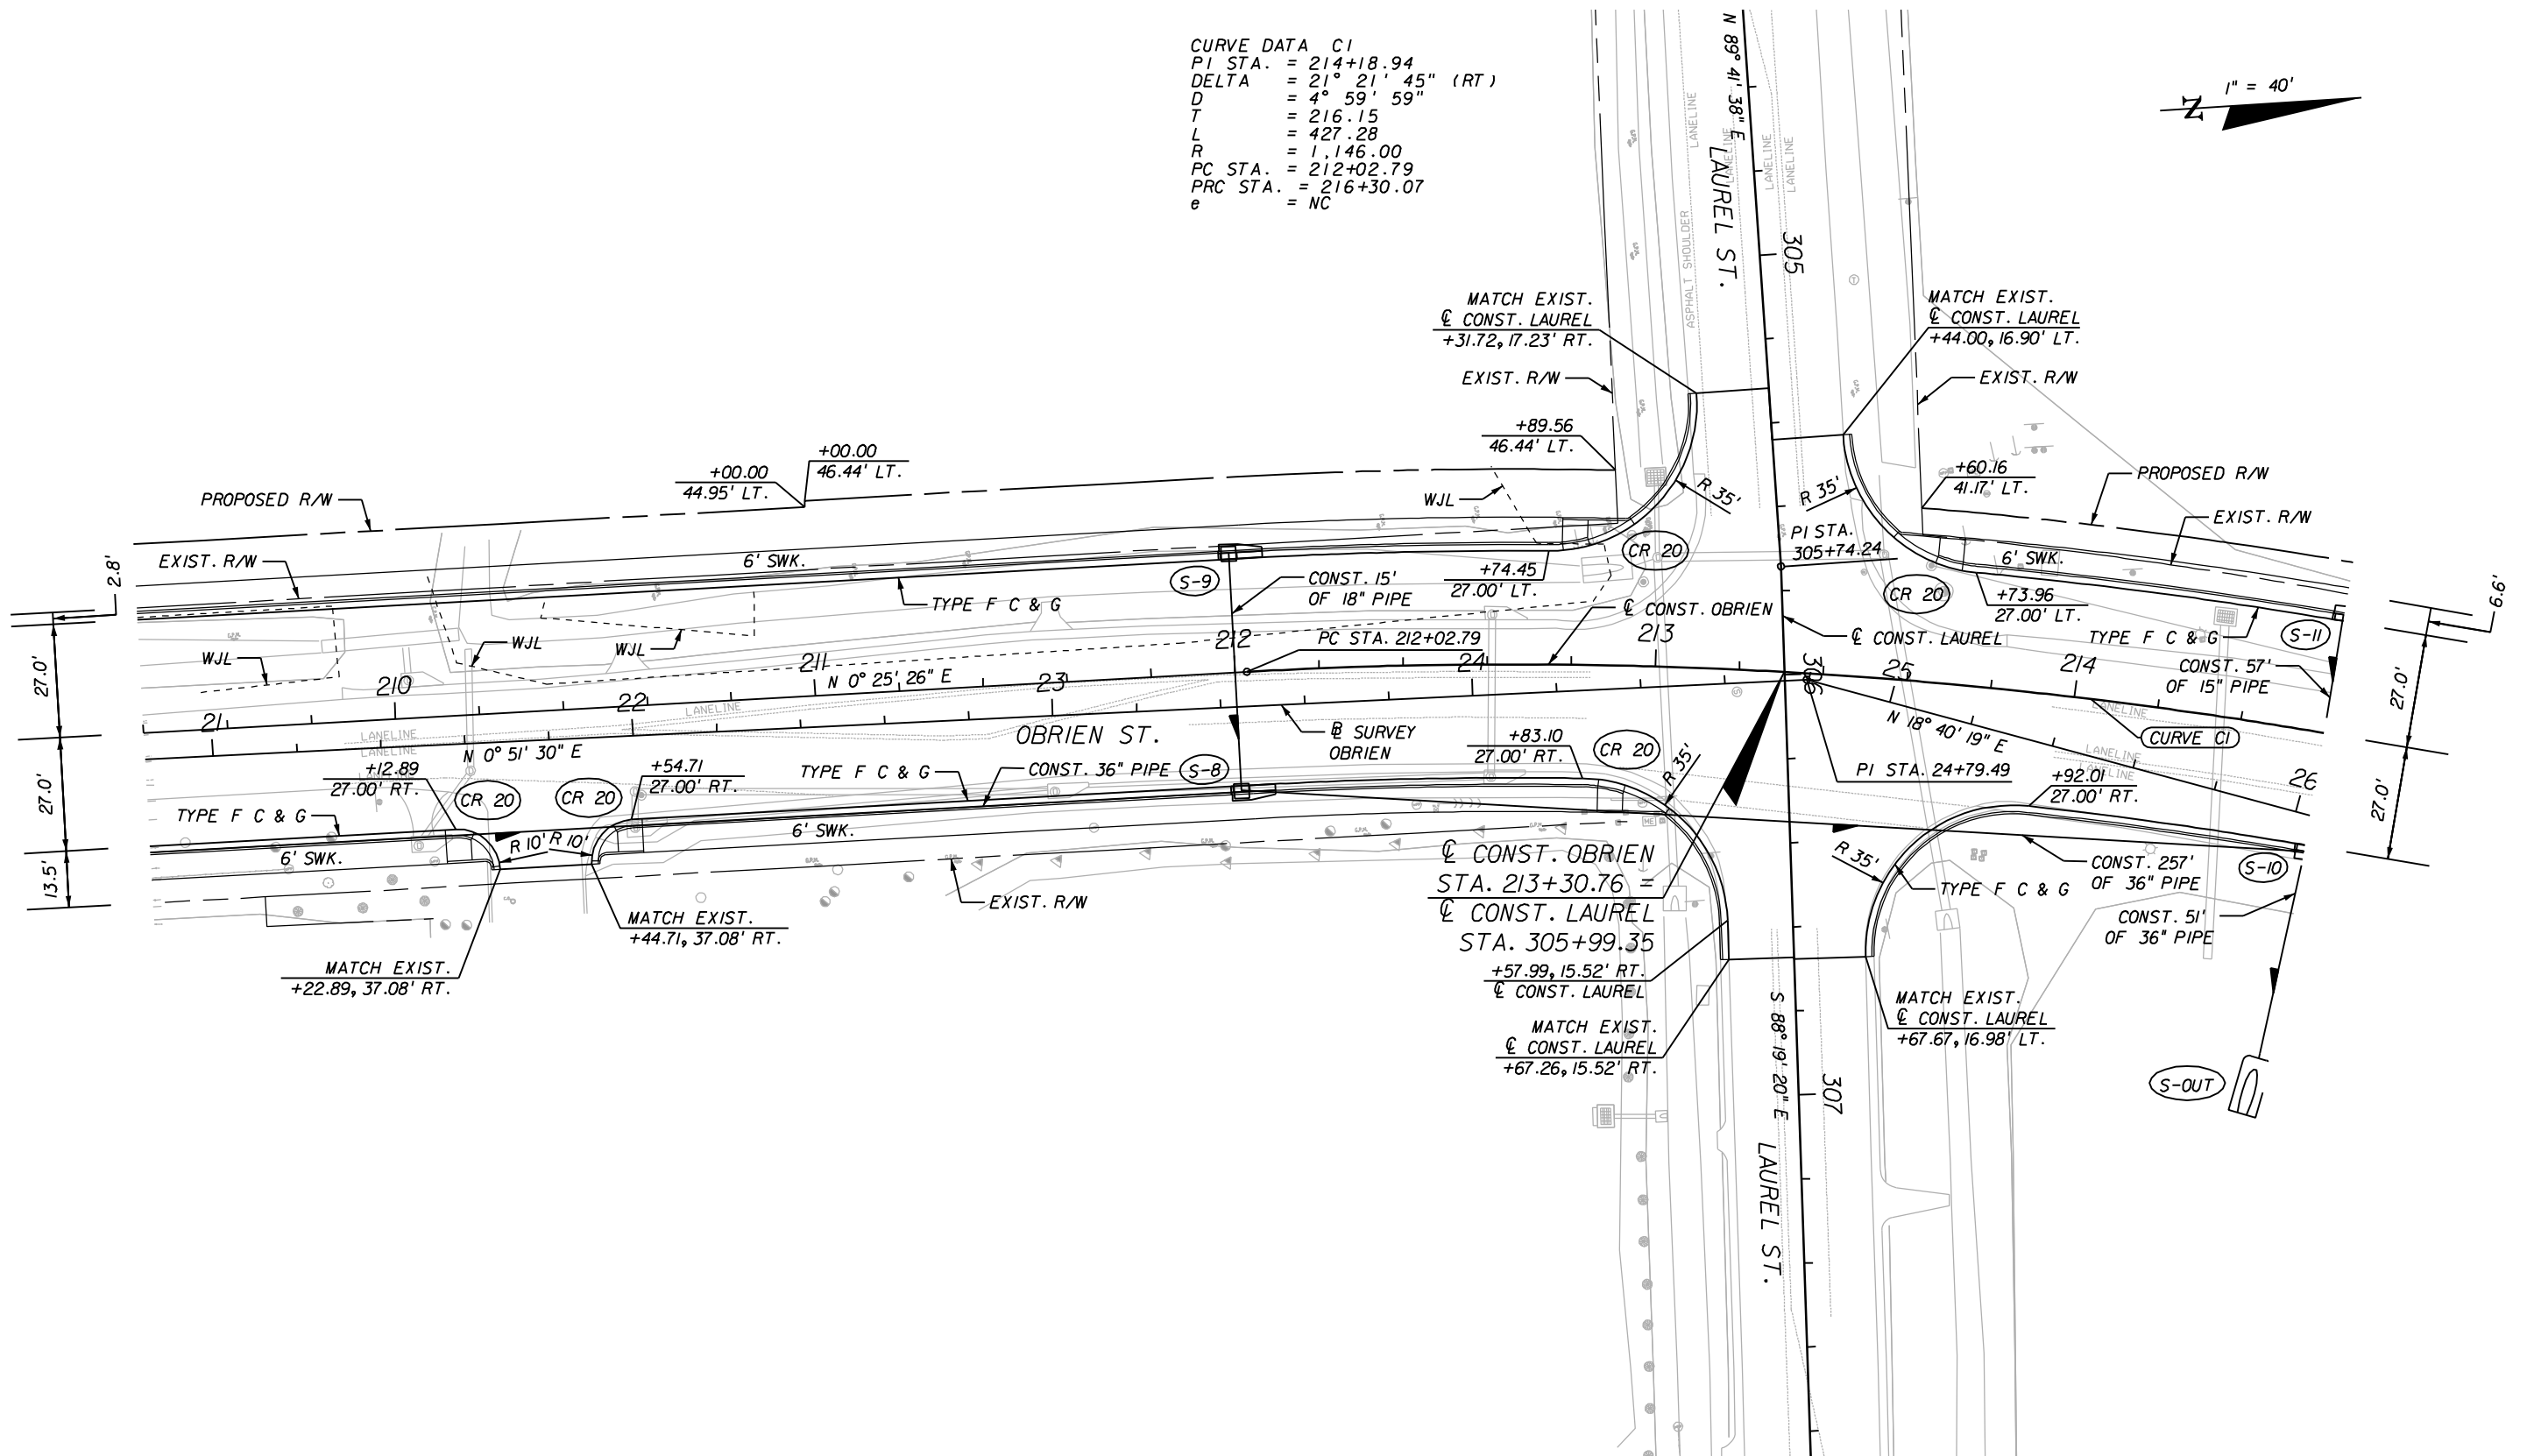 CURVE DATA C1
PI STA. = 214+18.94
DELTA = 21° 21' 45" (RT)
D = 4° 59' 59"
T = 216.15
L = 427.28
R = 1,146.00
PC STA. = 212+02.79
PRC STA. = 216+30.07
e = NC
1" = 40'
N
N 89° 41' 38" E
LAUREL ST.
LANELINE
LANELINE
LANELINE
LANELINE
ASPHALT SHOULDER
305
MATCH EXIST.
℄ CONST. LAUREL
+31.72, 17.23' RT.
MATCH EXIST.
℄ CONST. LAUREL
+44.00, 16.90' LT.
EXIST. R/W
EXIST. R/W
+89.56
46.44' LT.
+00.00
44.95' LT.
+00.00
46.44' LT.
PROPOSED R/W
+60.16
41.17' LT.
PROPOSED R/W
EXIST. R/W
WJL
R 35'
R 35'
PI STA.
305+74.24
EXIST. R/W
2.8'
6' SWK.
S-9
CONST. 15'
OF 18" PIPE
+74.45
27.00' LT.
CR 20
CR 20
6' SWK.
+73.96
27.00' LT.
6.6'
TYPE F C & G
℄ CONST. OBRIEN
℄ CONST. LAUREL
TYPE F C & G
S-11
WJL
WJL
WJL
27.0'
210
211
N 0° 25' 26" E
212
PC STA. 212+02.79
213
306
214
CONST. 57'
OF 15" PIPE
27.0'
21
22
23
24
25
26
LANELINE
LANELINE
LANELINE
N 0° 51' 30" E
OBRIEN ST.
SURVEY
OBRIEN
N 18° 40' 19" E
LANELINE
CURVE C1
LANELINE
LANELINE
PI STA. 24+79.49
27.0'
+12.89
27.00' RT.
CR 20
CR 20
+54.71
27.00' RT.
TYPE F C & G
CONST. 36" PIPE
S-8
+83.10
27.00' RT.
CR 20
R 35'
+92.01
27.00' RT.
27.0'
TYPE F C & G
6' SWK.
R 10'
R 10'
6' SWK.
13.5'
R 35'
TYPE F C & G
CONST. 257'
OF 36" PIPE
S-10
CONST. 51'
OF 36" PIPE
EXIST. R/W
℄ CONST. OBRIEN
STA. 213+30.76 =
℄ CONST. LAUREL
STA. 305+99.35
MATCH EXIST.
+44.71, 37.08' RT.
MATCH EXIST.
+22.89, 37.08' RT.
+57.99, 15.52' RT.
℄ CONST. LAUREL
MATCH EXIST.
℄ CONST. LAUREL
+67.26, 15.52' RT.
MATCH EXIST.
℄ CONST. LAUREL
+67.67, 16.98' LT.
S 88° 19' 20" E
307
S-OUT
LAUREL ST.